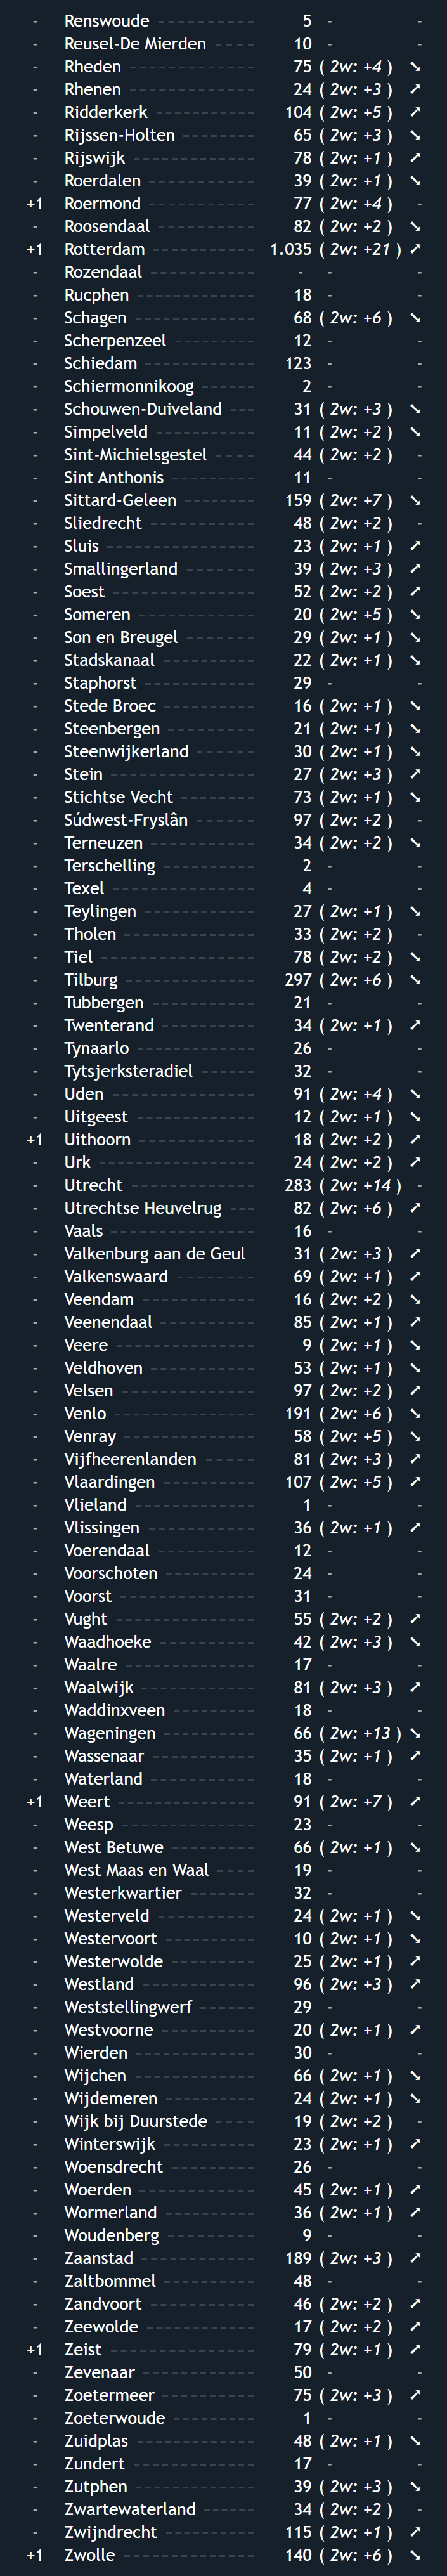 - Renswoude ----------- 5 - -
- Reusel-De Mierden ----- 10 - -
- Rheden -------------- 75 ( 2w: +4 ) ➘
- Rhenen -------------- 24 ( 2w: +3 ) ➚
- Ridderkerk ----------- 104 ( 2w: +5 ) ➚
- Rijssen-Holten -------- 65 ( 2w: +3 ) ➘
- Rijswijk ------------- 78 ( 2w: +1 ) ➚
- Roerdalen ----------- 39 ( 2w: +1 ) ➘
+1 Roermond ----------- 77 ( 2w: +4 ) -
- Roosendaal ---------- 82 ( 2w: +2 ) ➘
+1 Rotterdam ----------- 1.035 ( 2w: +21 ) ➚
- Rozendaal ----------- - - -
- Rucphen ------------ 18 - -
- Schagen ------------- 68 ( 2w: +6 ) ➘
- Scherpenzeel --------- 12 - -
- Schiedam ------------ 123 - -
- Schiermonnikoog ------ 2 - -
- Schouwen-Duiveland --- 31 ( 2w: +3 ) ➘
- Simpelveld ----------- 11 ( 2w: +2 ) ➘
- Sint-Michielsgestel ---- 44 ( 2w: +2 ) -
- Sint Anthonis --------- 11 - -
- Sittard-Geleen -------- 159 ( 2w: +7 ) ➘
- Sliedrecht ----------- 48 ( 2w: +2 ) -
- Sluis --------------- 23 ( 2w: +1 ) ➚
- Smallingerland ------- 39 ( 2w: +3 ) ➚
- Soest --------------- 52 ( 2w: +2 ) ➚
- Someren ------------ 20 ( 2w: +5 ) ➘
- Son en Breugel ------- 29 ( 2w: +1 ) ➘
- Stadskanaal ---------- 22 ( 2w: +1 ) ➘
- Staphorst ------------ 29 - -
- Stede Broec ---------- 16 ( 2w: +1 ) ➘
- Steenbergen --------- 21 ( 2w: +1 ) ➘
- Steenwijkerland ------ 30 ( 2w: +1 ) ➘
- Stein --------------- 27 ( 2w: +3 ) ➚
- Stichtse Vecht -------- 73 ( 2w: +1 ) ➘
- Súdwest-Fryslân ------ 97 ( 2w: +2 ) -
- Terneuzen ----------- 34 ( 2w: +2 ) ➘
- Terschelling ---------- 2 - -
- Texel --------------- 4 - -
- Teylingen ------------ 27 ( 2w: +1 ) ➘
- Tholen -------------- 33 ( 2w: +2 ) -
- Tiel ---------------- 78 ( 2w: +2 ) ➘
- Tilburg -------------- 297 ( 2w: +6 ) ➘
- Tubbergen ----------- 21 - -
- Twenterand ---------- 34 ( 2w: +1 ) ➚
- Tynaarlo ------------ 26 - -
- Tytsjerksteradiel ------ 32 - -
- Uden --------------- 91 ( 2w: +4 ) ➘
- Uitgeest ------------- 12 ( 2w: +1 ) ➘
+1 Uithoorn ------------ 18 ( 2w: +2 ) ➚
- Urk ---------------- 24 ( 2w: +2 ) ➚
- Utrecht ------------- 283 ( 2w: +14 ) -
- Utrechtse Heuvelrug --- 82 ( 2w: +6 ) ➚
- Vaals --------------- 16 - -
- Valkenburg aan de Geul 31 ( 2w: +3 ) ➚
- Valkenswaard -------- 69 ( 2w: +1 ) ➚
- Veendam ------------ 16 ( 2w: +2 ) ➘
- Veenendaal ---------- 85 ( 2w: +1 ) ➚
- Veere --------------- 9 ( 2w: +1 ) ➘
- Veldhoven ----------- 53 ( 2w: +1 ) ➘
- Velsen -------------- 97 ( 2w: +2 ) ➚
- Venlo --------------- 191 ( 2w: +6 ) ➘
- Venray -------------- 58 ( 2w: +5 ) ➘
- Vijfheerenlanden ----- 81 ( 2w: +3 ) ➚
- Vlaardingen ---------- 107 ( 2w: +5 ) ➚
- Vlieland ------------- 1 - -
- Vlissingen ----------- 36 ( 2w: +1 ) ➚
- Voerendaal ---------- 12 - -
- Voorschoten --------- 24 - -
- Voorst -------------- 31 - -
- Vught --------------- 55 ( 2w: +2 ) ➚
- Waadhoeke ---------- 42 ( 2w: +3 ) ➘
- Waalre -------------- 17 - -
- Waalwijk ------------ 81 ( 2w: +3 ) ➚
- Waddinxveen -------- 18 - -
- Wageningen --------- 66 ( 2w: +13 ) ➘
- Wassenaar ----------- 35 ( 2w: +1 ) ➚
- Waterland ----------- 18 - -
+1 Weert --------------- 91 ( 2w: +7 ) ➚
- Weesp -------------- 23 - -
- West Betuwe --------- 66 ( 2w: +1 ) ➘
- West Maas en Waal ---- 19 - -
- Westerkwartier ------- 32 - -
- Westerveld ---------- 24 ( 2w: +1 ) ➘
- Westervoort --------- 10 ( 2w: +1 ) ➘
- Westerwolde --------- 25 ( 2w: +1 ) ➚
- Westland ------------ 96 ( 2w: +3 ) ➚
- Weststellingwerf ------ 29 - -
- Westvoorne ---------- 20 ( 2w: +1 ) ➚
- Wierden ------------- 30 - -
- Wijchen ------------- 66 ( 2w: +1 ) ➘
- Wijdemeren --------- 24 ( 2w: +1 ) ➘
- Wijk bij Duurstede ---- 19 ( 2w: +2 ) -
- Winterswijk ---------- 23 ( 2w: +1 ) ➚
- Woensdrecht --------- 26 - -
- Woerden ------------ 45 ( 2w: +1 ) ➚
- Wormerland --------- 36 ( 2w: +1 ) ➚
- Woudenberg --------- 9 - -
- Zaanstad ------------ 189 ( 2w: +3 ) ➚
- Zaltbommel ---------- 48 - -
- Zandvoort ----------- 46 ( 2w: +2 ) ➚
- Zeewolde ----------- 17 ( 2w: +2 ) ➚
+1 Zeist --------------- 79 ( 2w: +1 ) ➚
- Zevenaar ------------ 50 - -
- Zoetermeer ---------- 75 ( 2w: +3 ) ➚
- Zoeterwoude --------- 1 - -
- Zuidplas ------------- 48 ( 2w: +1 ) ➘
- Zundert ------------- 17 - -
- Zutphen ------------- 39 ( 2w: +3 ) ➘
- Zwartewaterland ------ 34 ( 2w: +2 ) -
- Zwijndrecht ---------- 115 ( 2w: +1 ) ➚
+1 Zwolle -------------- 140 ( 2w: +6 ) ➘